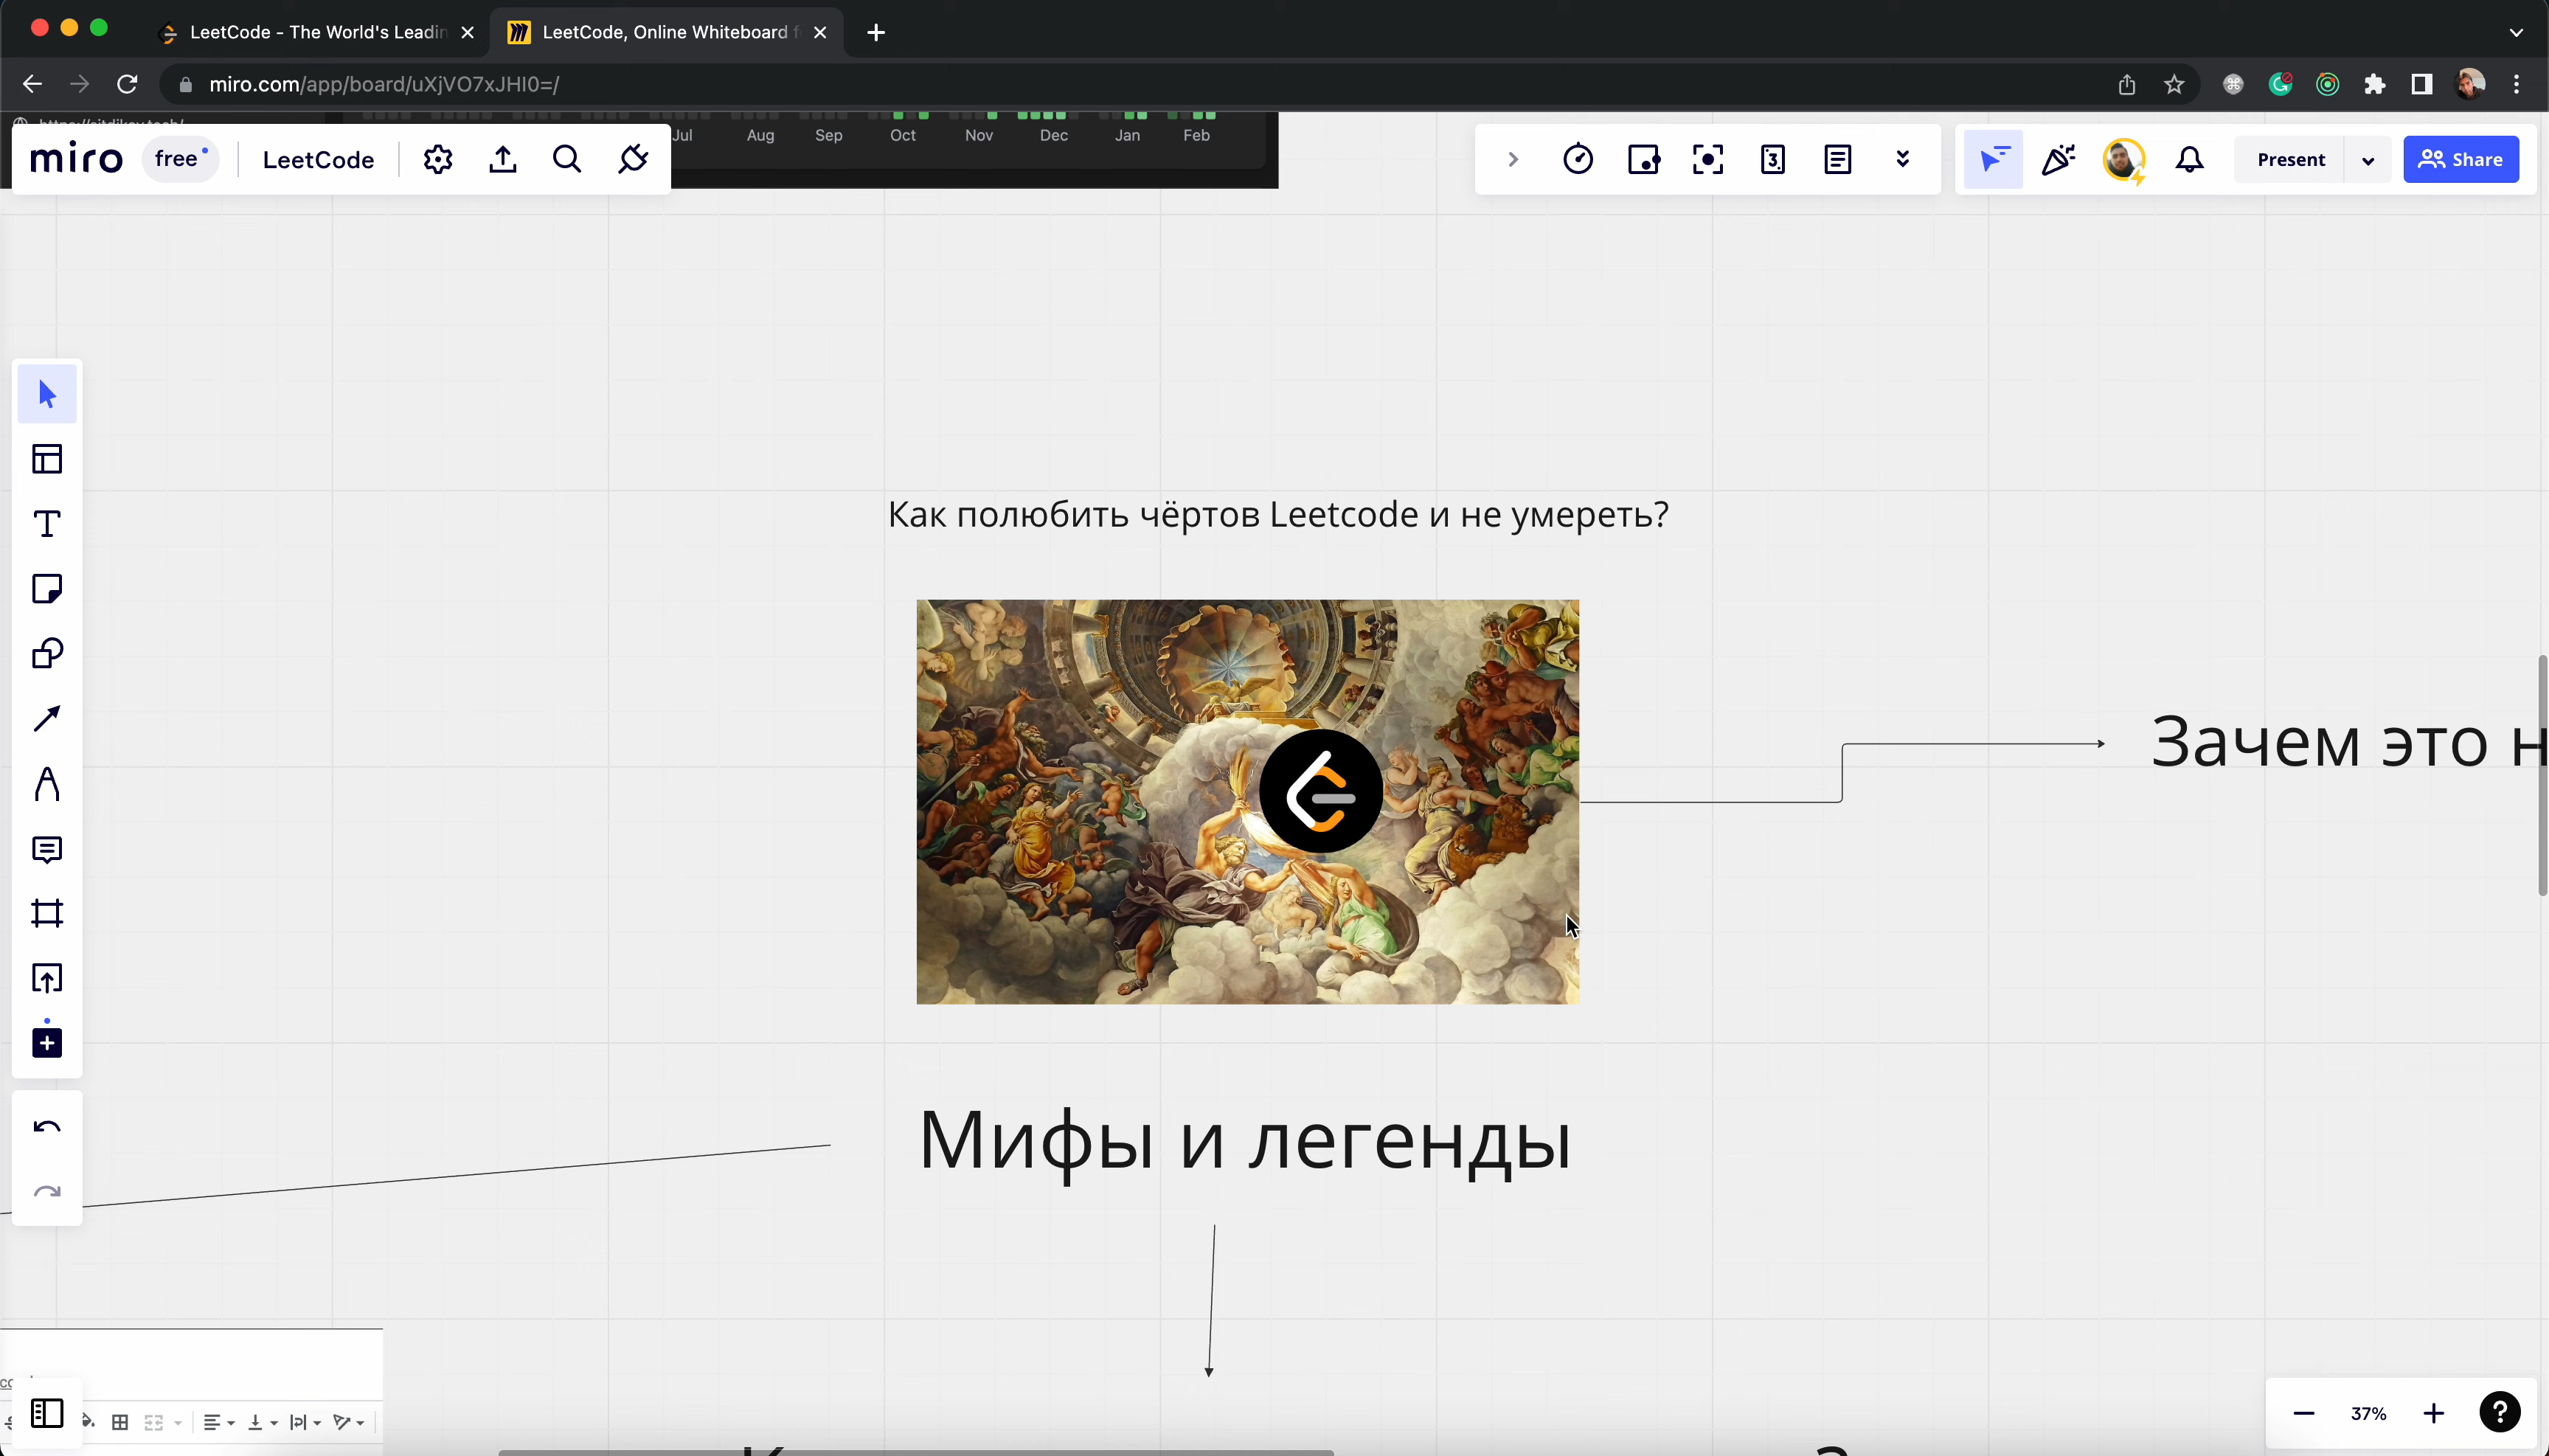 LeetCode - The World's Leadin
LeetCode, Online Whiteboard f
miro.com/app/board/uXjVO7xJHI0=/
Jul Aug Sep Oct Nov Dec Jan Feb
miro free LeetCode
3
Present
Share
Как полюбить чёртов Leetcode и не умереть?
Зачем это н
Мифы и легенды
37%
?